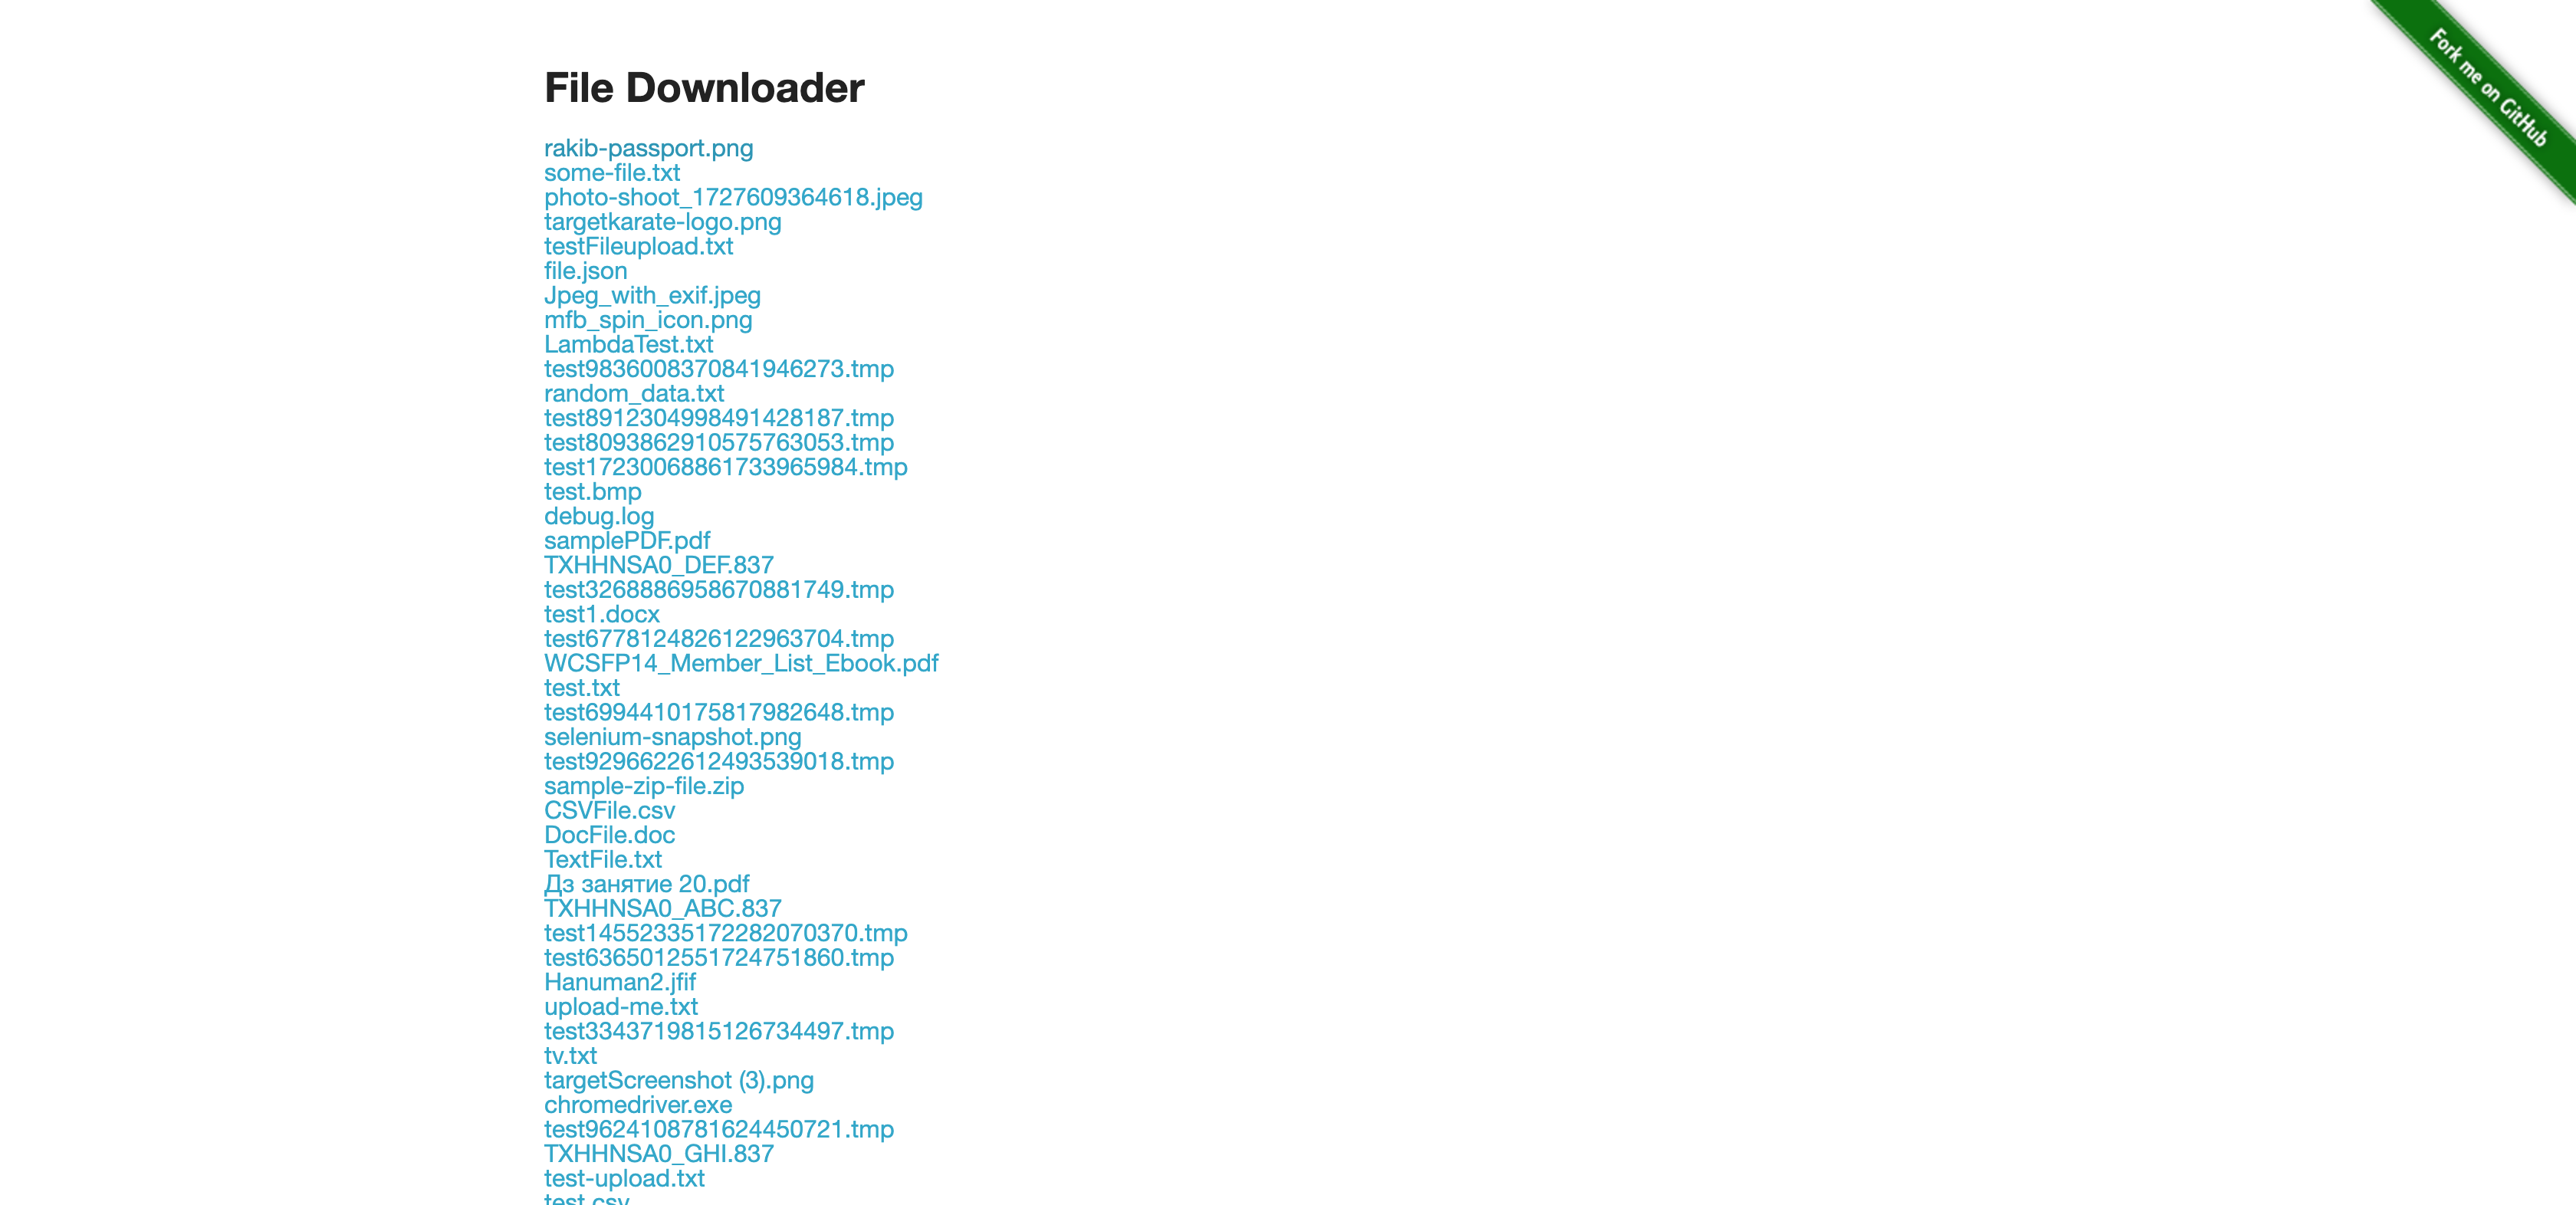 File Downloader
Fork me on GitHub
rakib-passport.png
some-file.txt
photo-shoot_1727609364618.jpeg
targetkarate-logo.png
testFileupload.txt
file.json
Jpeg_with_exif.jpeg
mfb_spin_icon.png
LambdaTest.txt
test9836008370841946273.tmp
random_data.txt
test8912304998491428187.tmp
test8093862910575763053.tmp
test17230068861733965984.tmp
test.bmp
debug.log
samplePDF.pdf
TXHHNSA0_DEF.837
test3268886958670881749.tmp
test1.docx
test6778124826122963704.tmp
WCSFP14_Member_List_Ebook.pdf
test.txt
test6994410175817982648.tmp
selenium-snapshot.png
test9296622612493539018.tmp
sample-zip-file.zip
CSVFile.csv
DocFile.doc
TextFile.txt
Дз занятие 20.pdf
TXHHNSA0_ABC.837
test14552335172282070370.tmp
test6365012551724751860.tmp
Hanuman2.jfif
upload-me.txt
test3343719815126734497.tmp
tv.txt
targetScreenshot (3).png
chromedriver.exe
test9624108781624450721.tmp
TXHHNSA0_GHI.837
test-upload.txt
test.csv